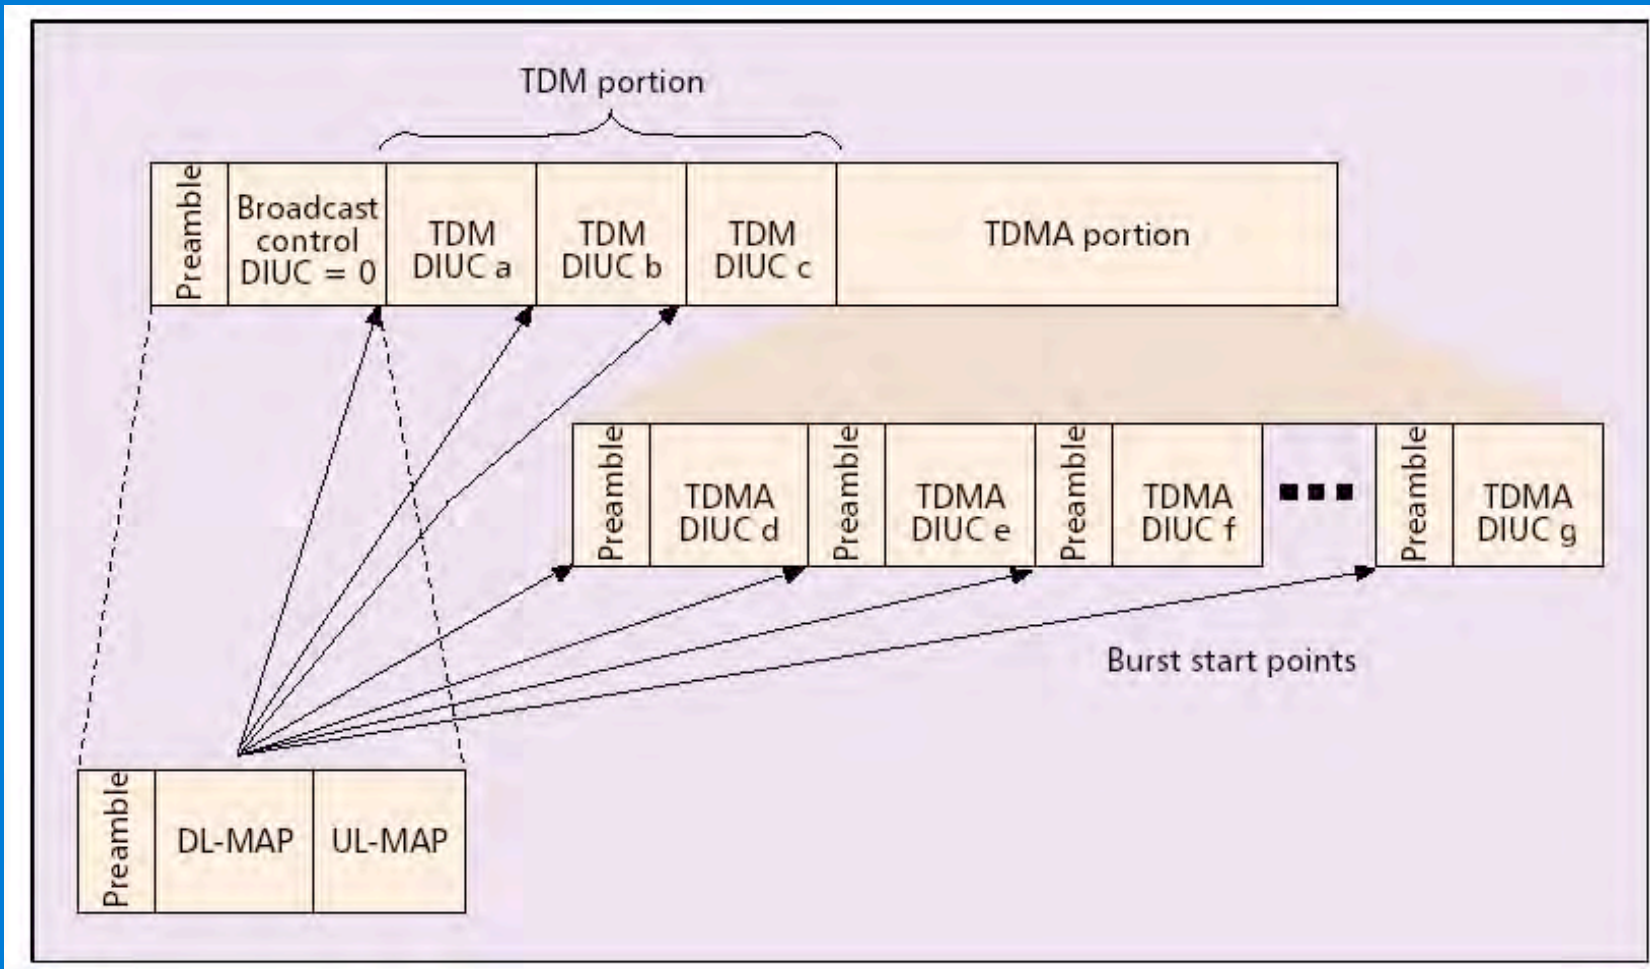 TDM portion
Preamble
Broadcast
control
DIUC = 0
TDM
DIUC a
TDM
DIUC b
TDM
DIUC c
TDMA portion
Preamble
TDMA
DIUC d
Preamble
TDMA
DIUC e
Preamble
TDMA
DIUC f
Preamble
TDMA
DIUC g
Burst start points
Preamble
DL-MAP
UL-MAP